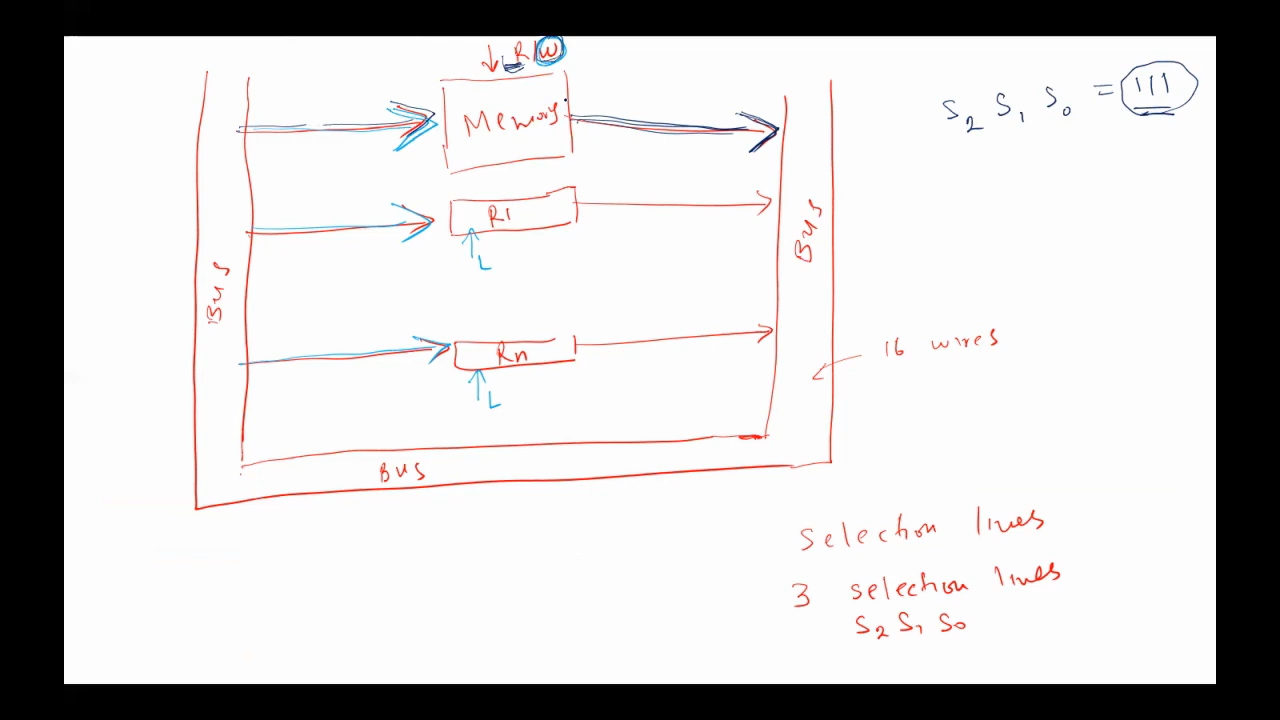 R/W
Memory
S2 S1 S0 = 111
R1
L
BUS
BUS
Rn
L
16 wires
BUS
Selection lines
3 selection lines
S2 S1 S0